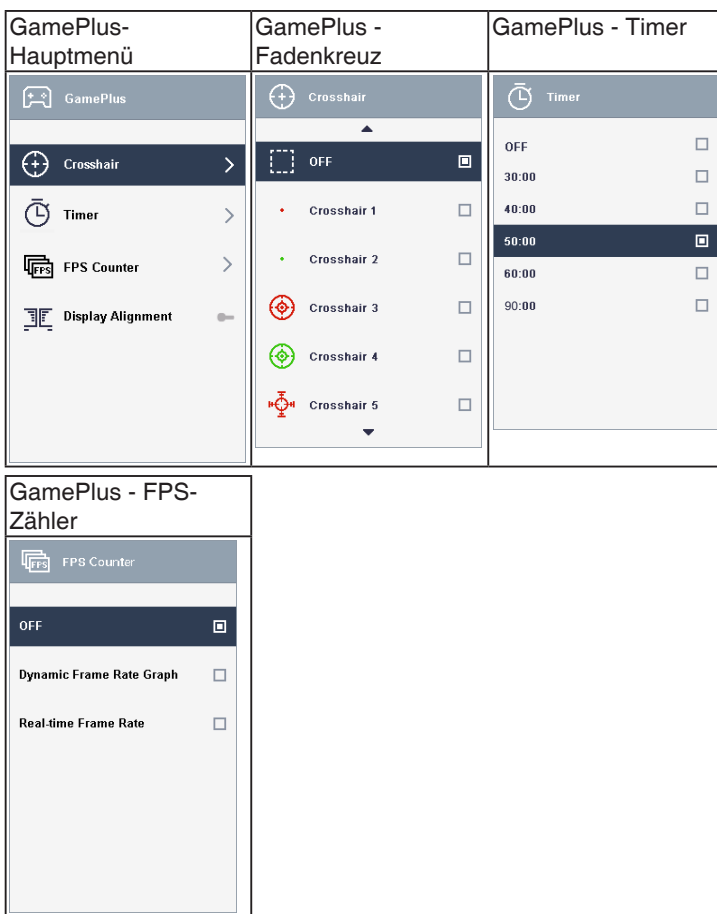 GamePlus-
Hauptmenü
GamePlus
Crosshair
Timer
FPS
FPS Counter
Display Alignment
GamePlus -
Fadenkreuz
Crosshair
OFF
Crosshair 1
Crosshair 2
Crosshair 3
Crosshair 4
Crosshair 5
GamePlus - Timer
Timer
OFF
30:00
40:00
50:00
60:00
90:00
GamePlus - FPS-
Zähler
FPS
FPS Counter
OFF
Dynamic Frame Rate Graph
Real-time Frame Rate